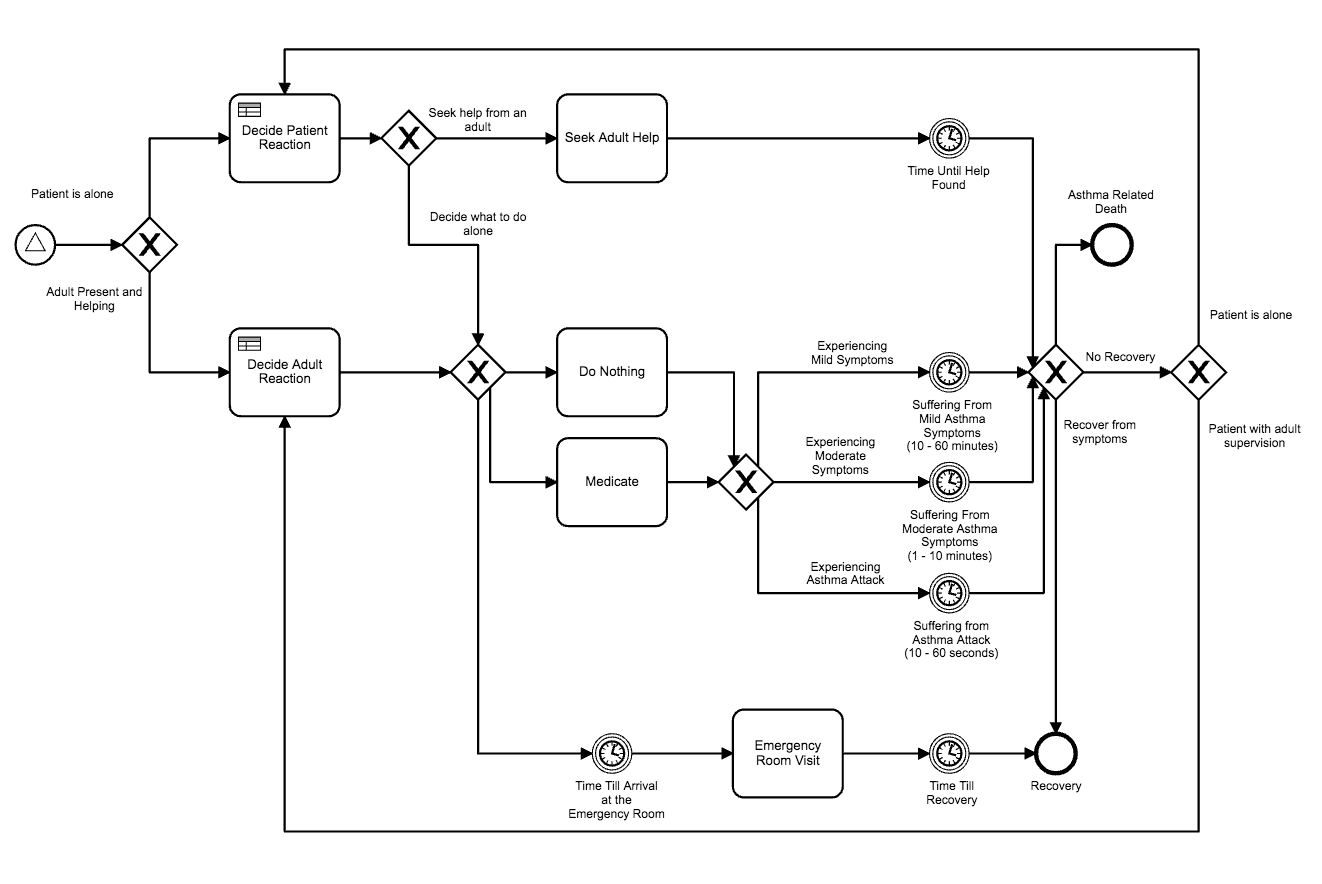 Seek help from an
adult
Decide Patient
Reaction
Seek Adult Help
Time Until Help
Found
Patient is alone
Asthma Related
Death
Decide what to do
alone
Adult Present and
Helping
Patient is alone
Experiencing
Mild Symptoms
No Recovery
Decide Adult
Reaction
Do Nothing
Suffering From
Mild Asthma
Symptoms
(10 - 60 minutes)
Recover from
symptoms
Patient with adult
supervision
Experiencing
Moderate
Symptoms
Medicate
Suffering From
Moderate Asthma
Symptoms
(1 - 10 minutes)
Experiencing
Asthma Attack
Suffering from
Asthma Attack
(10 - 60 seconds)
Emergency
Room Visit
Time Till Arrival
at the
Emergency Room
Time Till
Recovery
Recovery